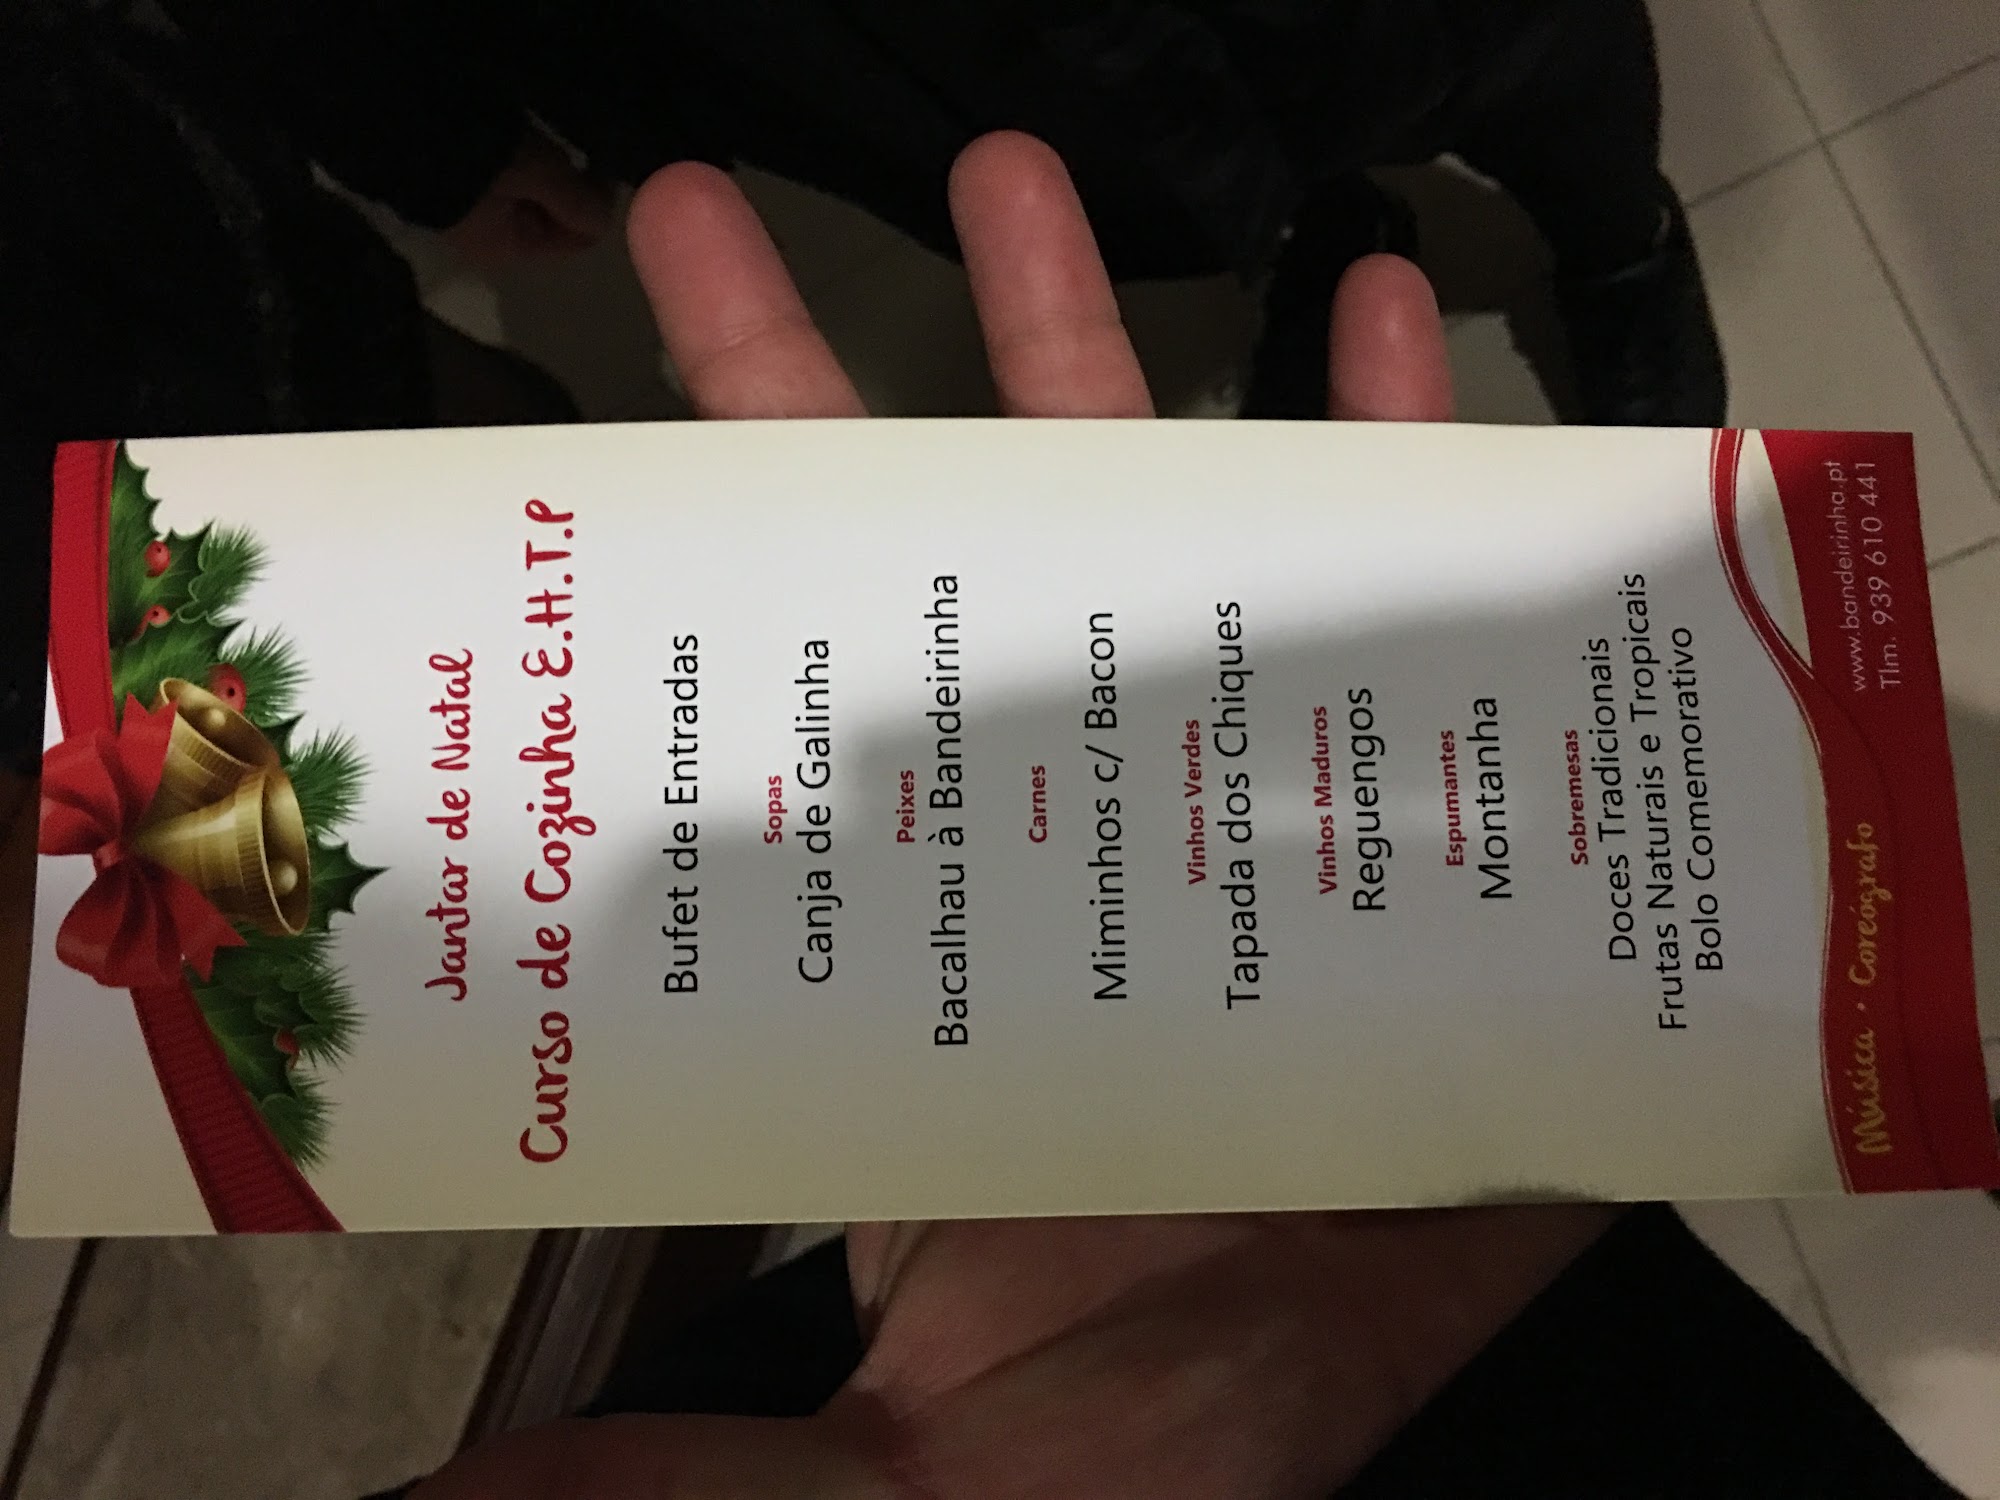 Jantar de Natal
Curso de Cozinha E.H.T.P
Bufet de Entradas
Sopas
Canja de Galinha
Peixes
Bacalhau à Bandeirinha
Carnes
Miminhos c/ Bacon
Vinhos Verdes
Tapada dos Chiques
Vinhos Maduros
Reguengos
Espumantes
Montanha
Sobremesas
Doces Tradicionais
Frutas Naturais e Tropicais
Bolo Comemorativo
Música • Coreógrafo
www.bandeirinha.pt
Tlm. 939 610 441